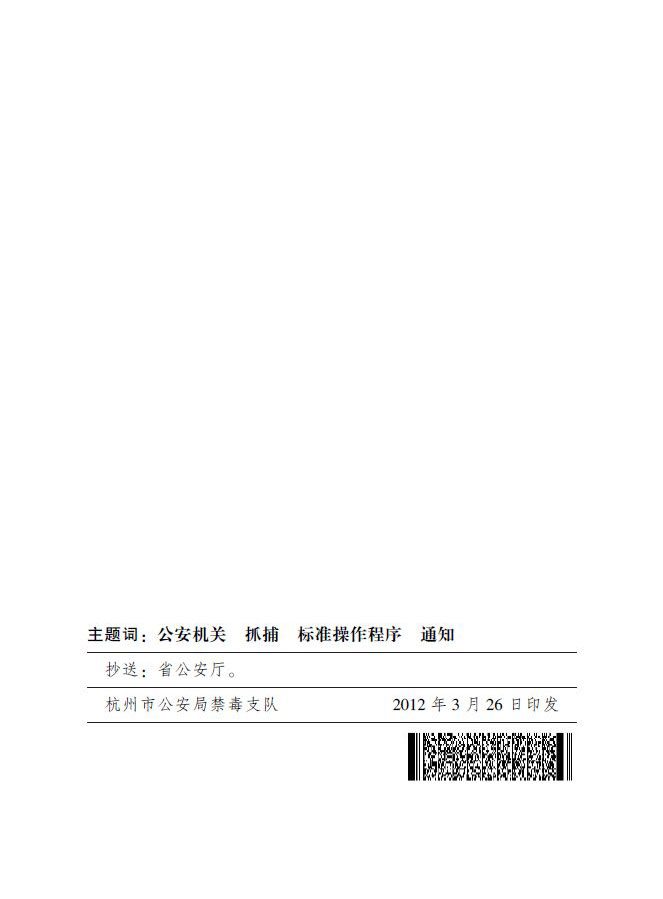 主题词：公安机关　抓捕　标准操作程序　通知
抄送：省公安厅。
杭州市公安局禁毒支队　2012 年 3 月 26 日印发